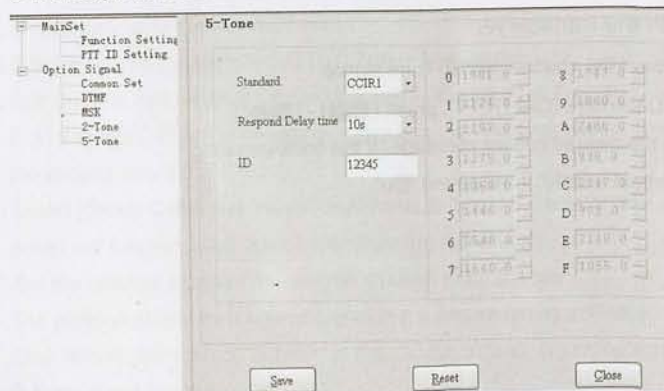 MainSet
Function Setting
PTT ID Setting
Option Signal
Common Set
DTMF
MSK
2-Tone
5-Tone
5-Tone
Standard CCIR1
Respond Delay time 10s
ID 12345
0 1981.0
1 1124.0
2 1197.0
3 1275.0
4
5 1446.0
6 1540.0
7 1640.0
8 1747.0
9 1860.0
A 2400.0
B
C 2247.0
D
E 2110.0
F 1055.0
Save
Reset
Close